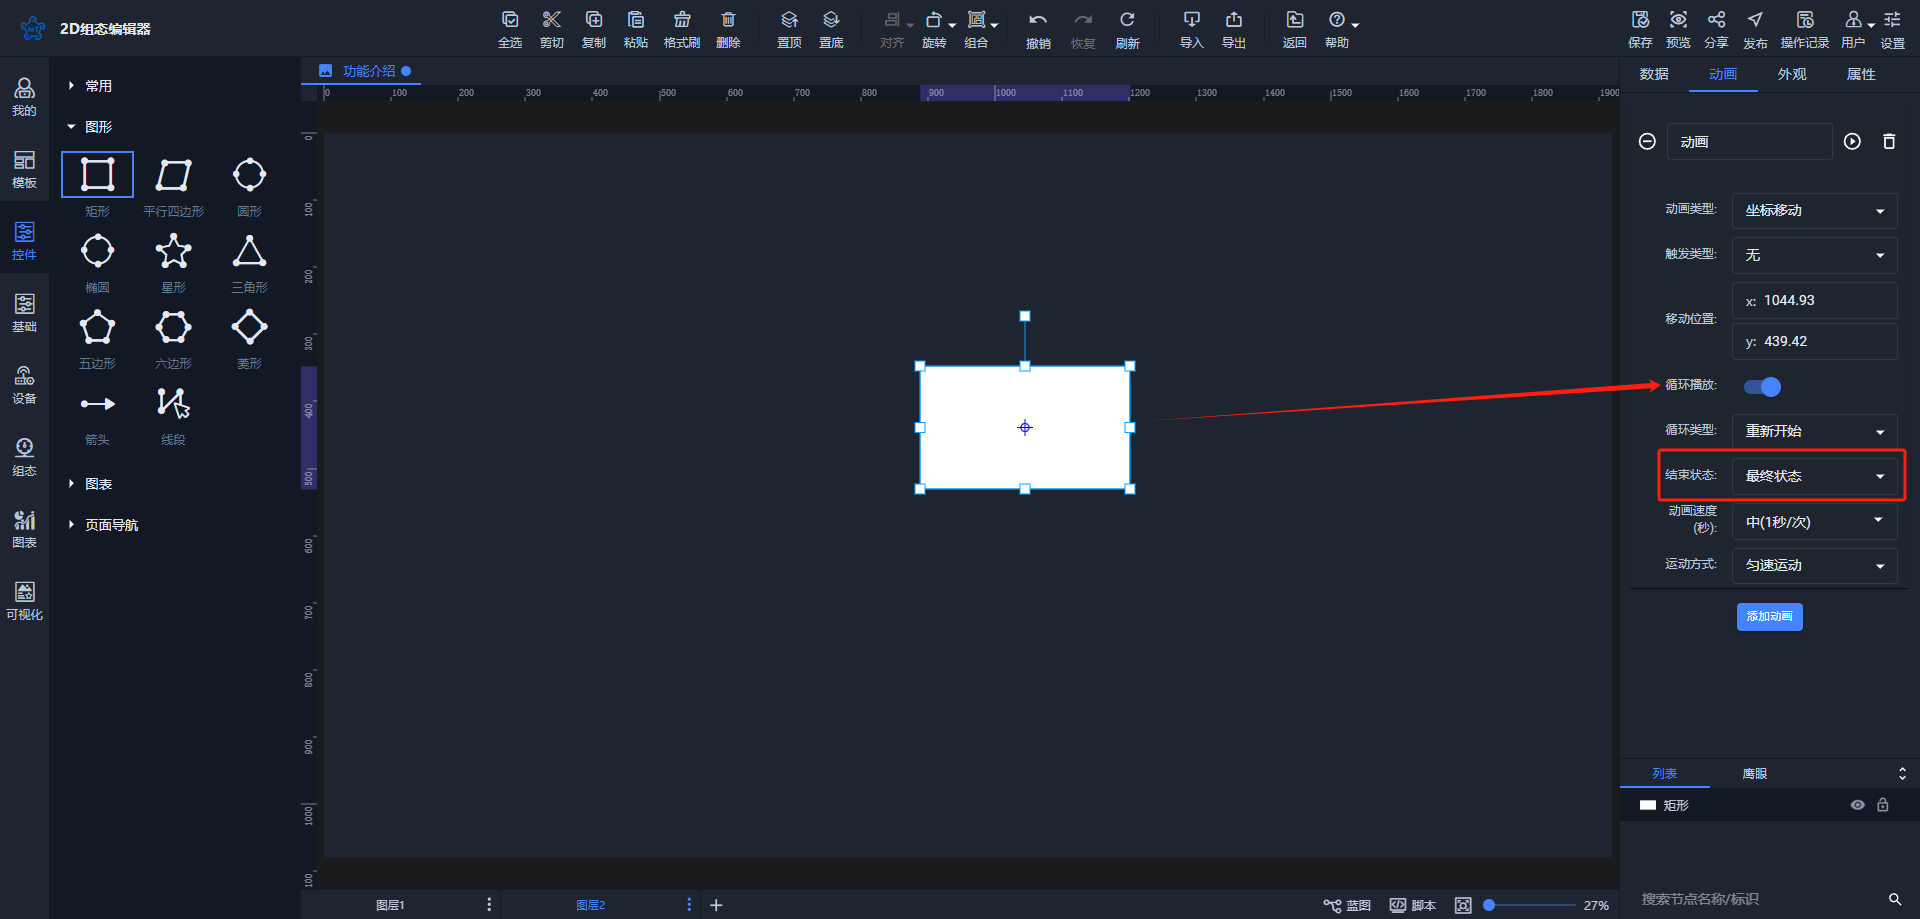 2D组态编辑器
全选 剪切 复制 粘贴 格式刷 删除 置顶 置底 对齐 旋转 组合 撤销 恢复 刷新 导入 导出 返回 帮助 保存 预览 分享 发布 操作记录 用户 设置
我的
模板
控件
基础
设备
组态
图表
可视化
常用
图形
矩形 平行四边形 圆形
椭圆 星形 三角形
五边形 六边形 菱形
箭头 线段
图表
页面导航
功能介绍
0 100 200 300 400 500 600 700 800 900 1000 1100 1200 1300 1400 1500 1600 1700 1800 1900
0
100
200
300
400
500
600
700
800
900
1000
100
数据 动画 外观 属性
动画
动画类型: 坐标移动
触发类型: 无
移动位置:
x: 1044.93
y: 439.42
循环播放:
循环类型: 重新开始
结束状态: 最终状态
动画速度(秒): 中(1秒/次)
运动方式: 匀速运动
添加动画
列表 鹰眼
矩形
搜索节点名称/标识
图层1 图层2 + 蓝图 脚本 27%